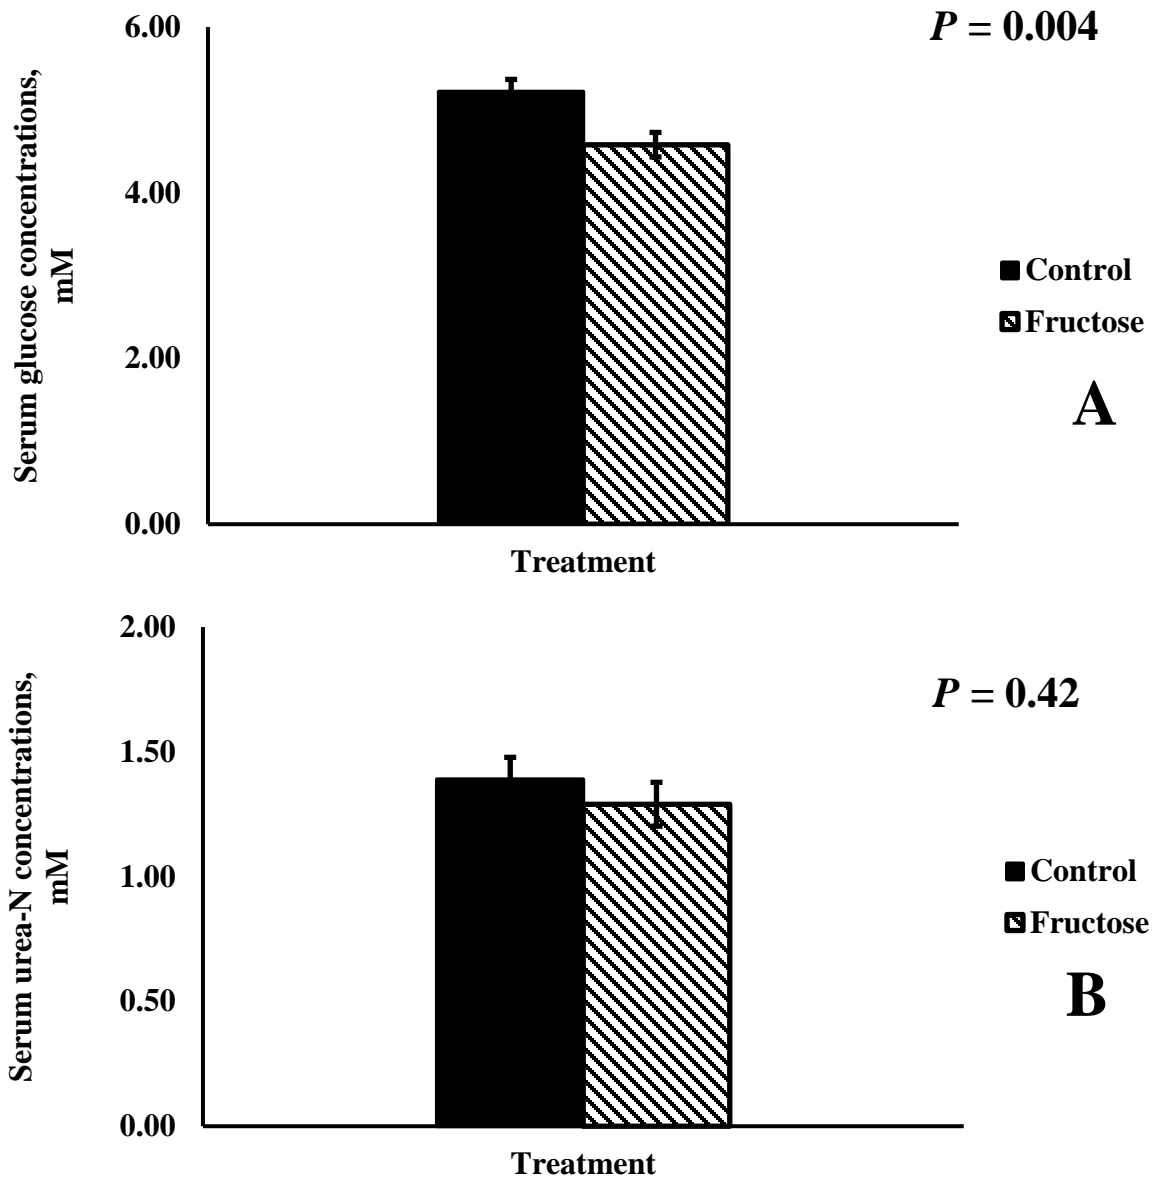 6.00
4.00
2.00
0.00
Serum glucose concentrations,
mM
P = 0.004
Control
Fructose
A
Treatment
2.00
1.50
1.00
0.50
0.00
Serum urea-N concentrations,
mM
P = 0.42
Control
Fructose
B
Treatment